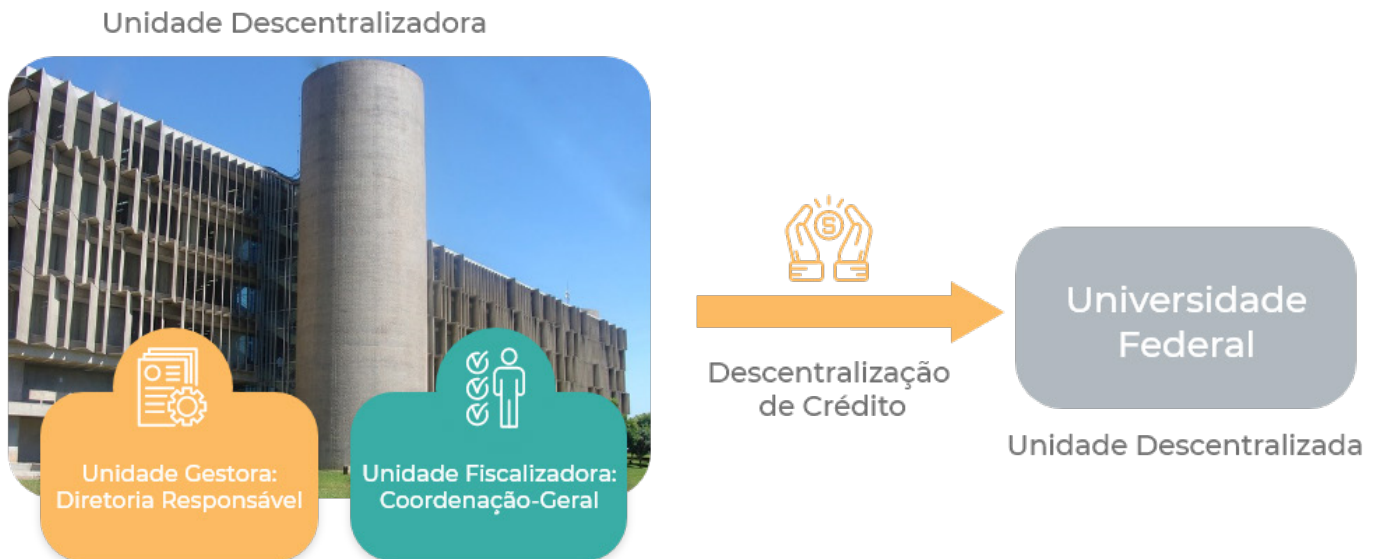 Unidade Descentralizadora
Unidade Gestora:
Diretoria Responsável
Unidade Fiscalizadora:
Coordenação-Geral
S
Descentralização
de Crédito
Universidade
Federal
Unidade Descentralizada